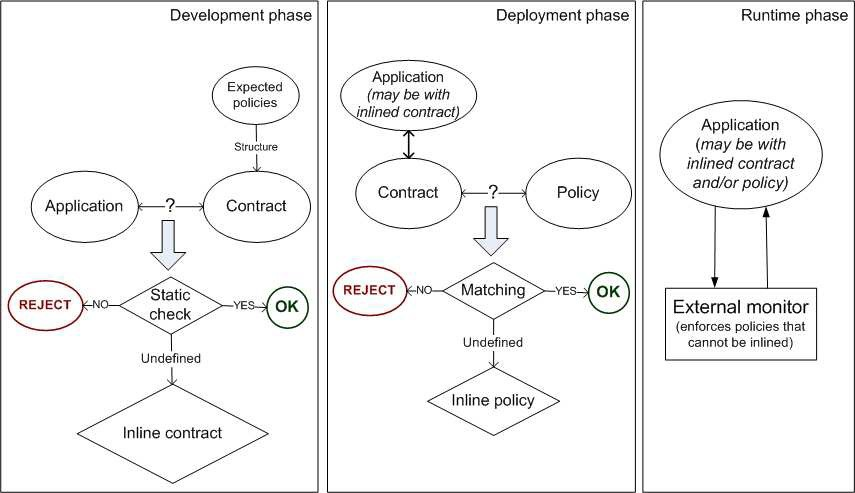 Development phase
Expected
policies
Structure
Application
?
Contract
REJECT
NO
Static
check
YES
OK
Undefined
Inline contract
Deployment phase
Application
(may be with
inlined contract)
Contract
?
Policy
REJECT
NO
Matching
YES
OK
Undefined
Inline policy
Runtime phase
Application
(may be with
inlined contract
and/or policy)
External monitor
(enforces policies that
cannot be inlined)